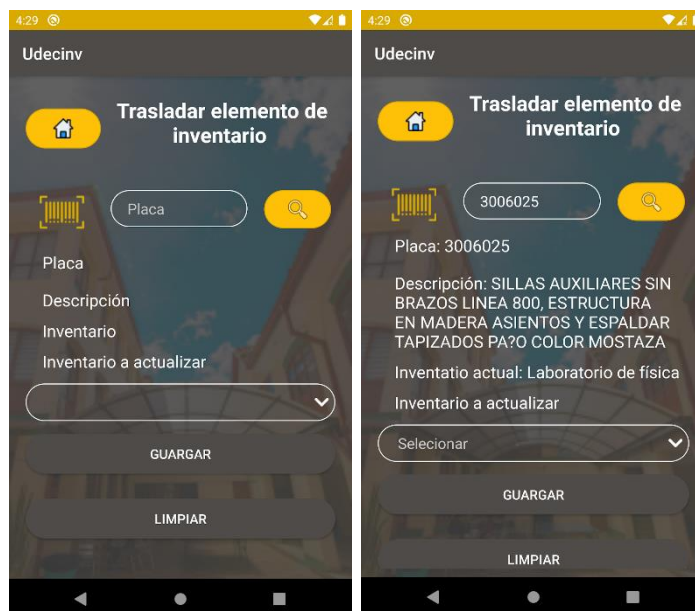 4:29
Udecinv
Trasladar elemento de
inventario
Placa
Placa
Descripción
Inventario
Inventario a actualizar
GUARGAR
LIMPIAR
4:29
Udecinv
Trasladar elemento de
inventario
3006025
Placa: 3006025
Descripción: SILLAS AUXILIARES SIN
BRAZOS LINEA 800, ESTRUCTURA
EN MADERA ASIENTOS Y ESPALDAR
TAPIZADOS PA?O COLOR MOSTAZA
Inventatio actual: Laboratorio de física
Inventario a actualizar
Selecionar
GUARGAR
LIMPIAR